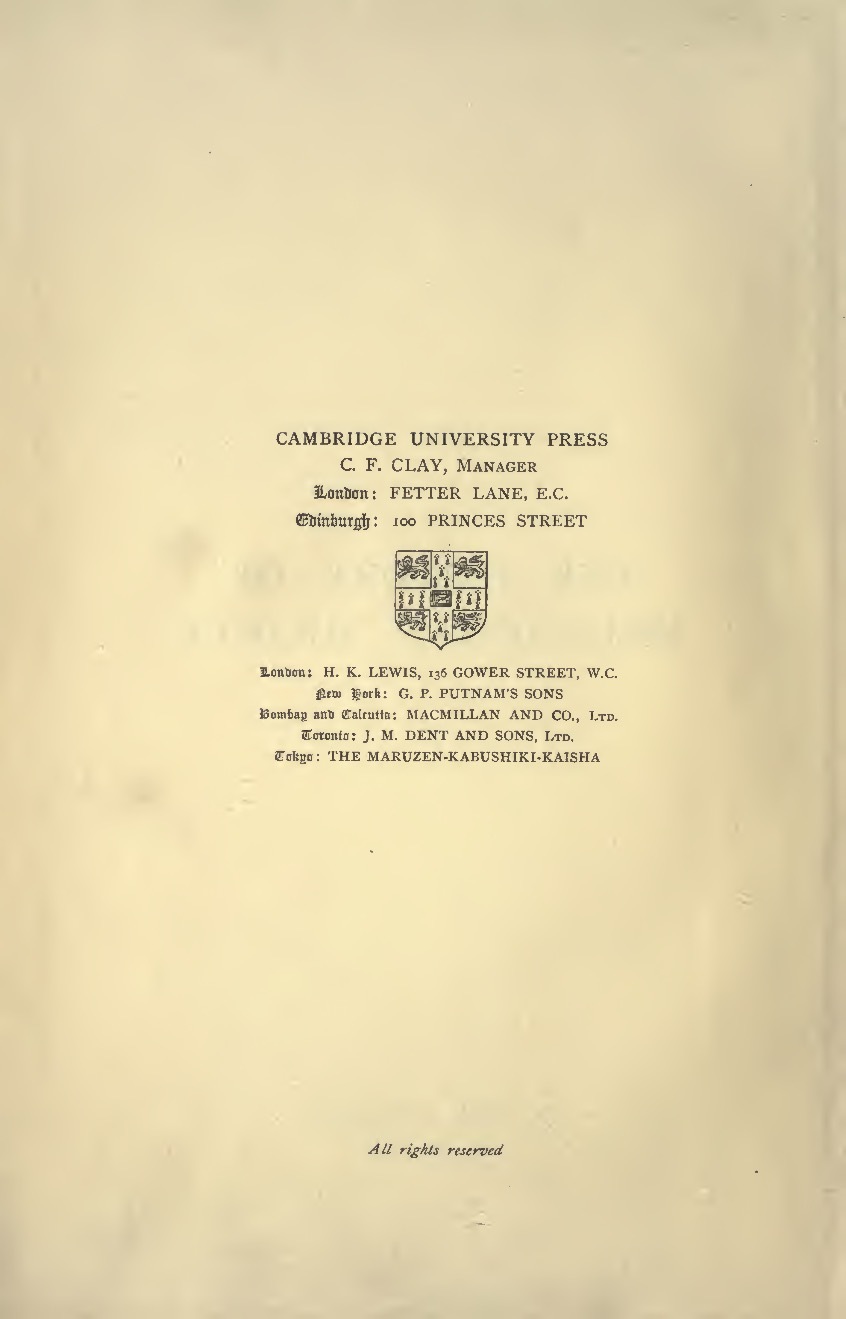 CAMBRIDGE UNIVERSITY PRESS
C. F. CLAY, MANAGER
London: FETTER LANE, E.C.
Edinburgh: 100 PRINCES STREET
London: H. K. LEWIS, 136 GOWER STREET, W.C.
New York: G. P. PUTNAM'S SONS
Bombay and Calcutta: MACMILLAN AND CO., LTD.
Toronto: J. M. DENT AND SONS, LTD.
Tokyo: THE MARUZEN-KABUSHIKI-KAISHA
All rights reserved